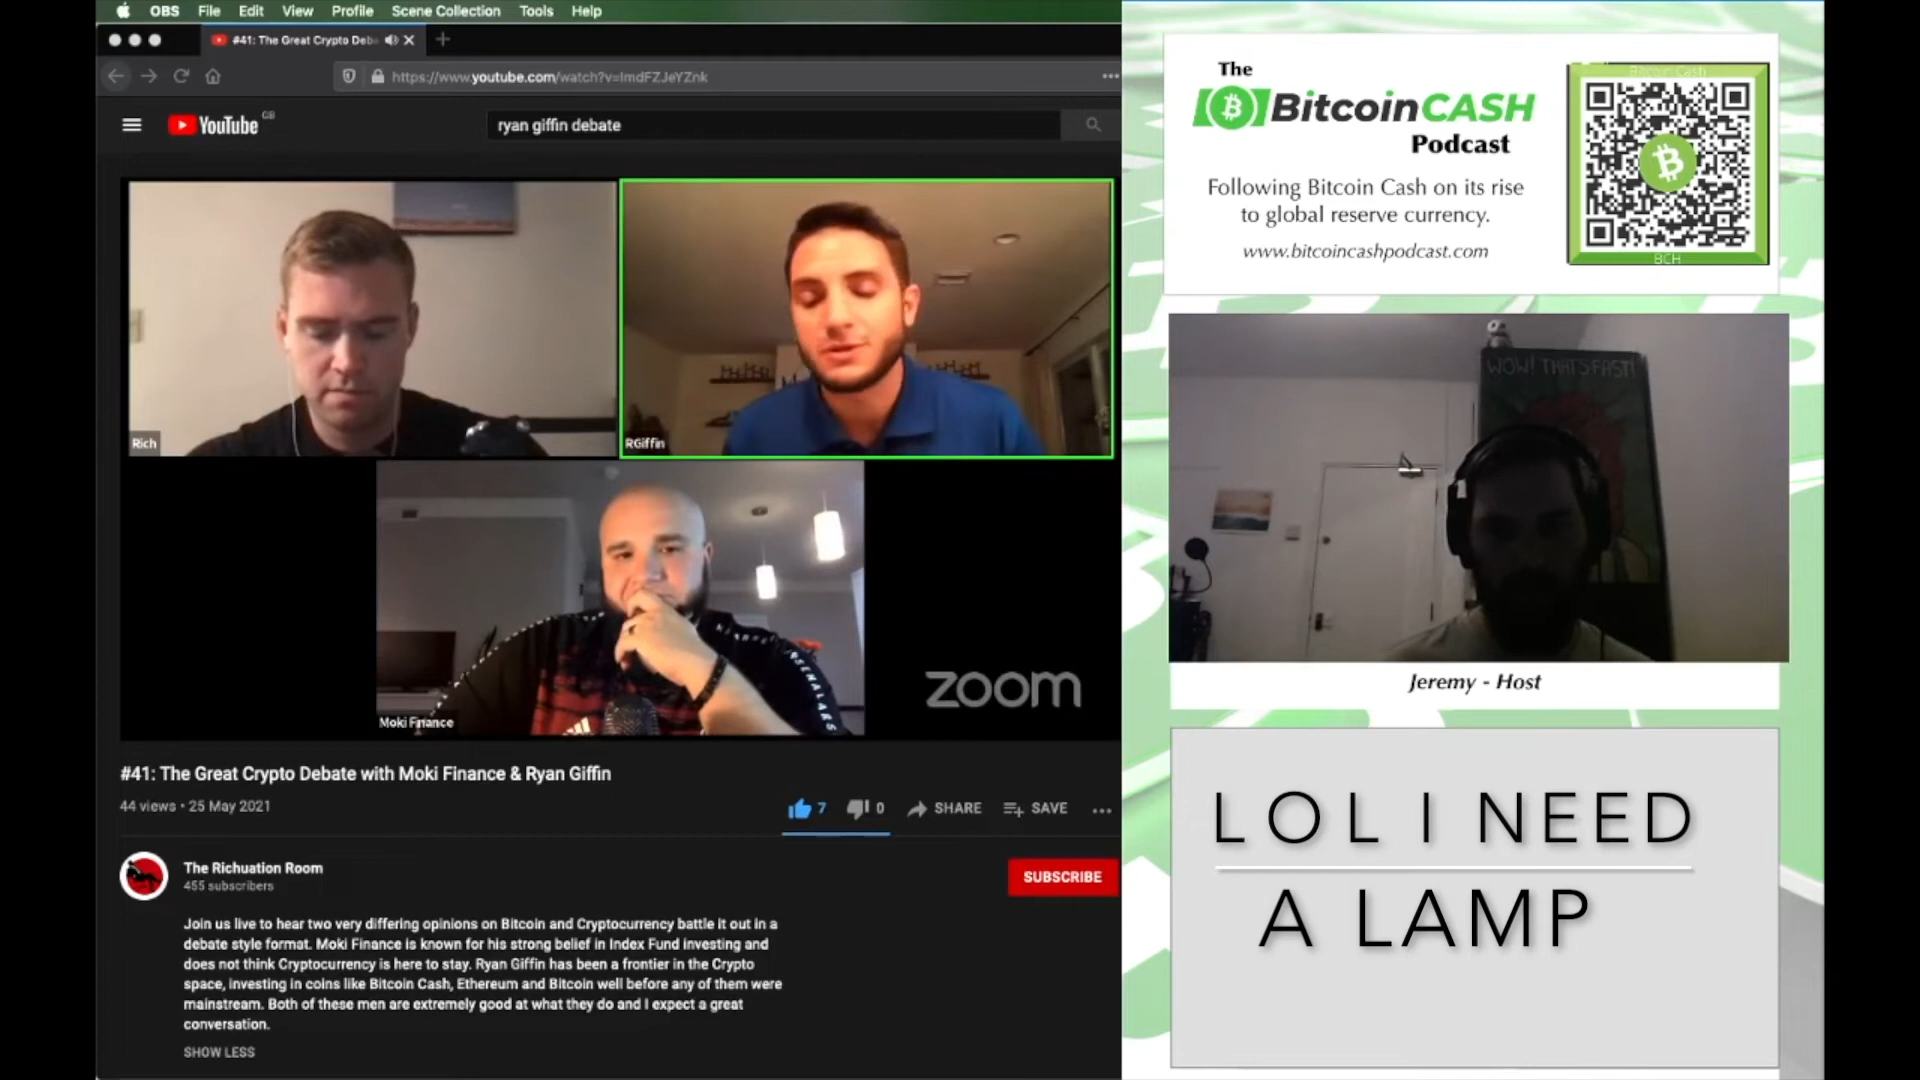 OBS File Edit View Profile Scene Collection Tools Help
#41: The Great Crypto Deba
https://www.youtube.com/watch?v=ImdFZJeYZnk
YouTube GB
ryan giffin debate
Rich
RGiffin
Moki Finance
zoom
#41: The Great Crypto Debate with Moki Finance & Ryan Giffin
44 views • 25 May 2021
7 0 SHARE SAVE
The Richuation Room
455 subscribers
SUBSCRIBE
Join us live to hear two very differing opinions on Bitcoin and Cryptocurrency battle it out in a
debate style format. Moki Finance is known for his strong belief in Index Fund investing and
does not think Cryptocurrency is here to stay. Ryan Giffin has been a frontier in the Crypto
space, investing in coins like Bitcoin Cash, Ethereum and Bitcoin well before any of them were
mainstream. Both of these men are extremely good at what they do and I expect a great
conversation.
SHOW LESS
The
BitcoinCASH
Podcast
Following Bitcoin Cash on its rise
to global reserve currency.
www.bitcoincashpodcast.com
Bitcoin Cash
BCH
WOW! THATS FAST!
Jeremy - Host
LOL I NEED
A LAMP